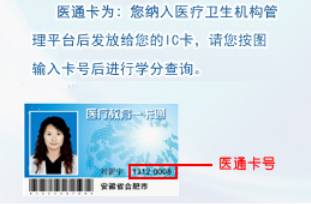 医通卡为：您纳入医疗卫生机构管
理平台后发放给您的IC卡，请您按图
输入卡号后进行学分查询。
医疗教育一卡通
1312 0008
医通卡号
安徽省合肥市